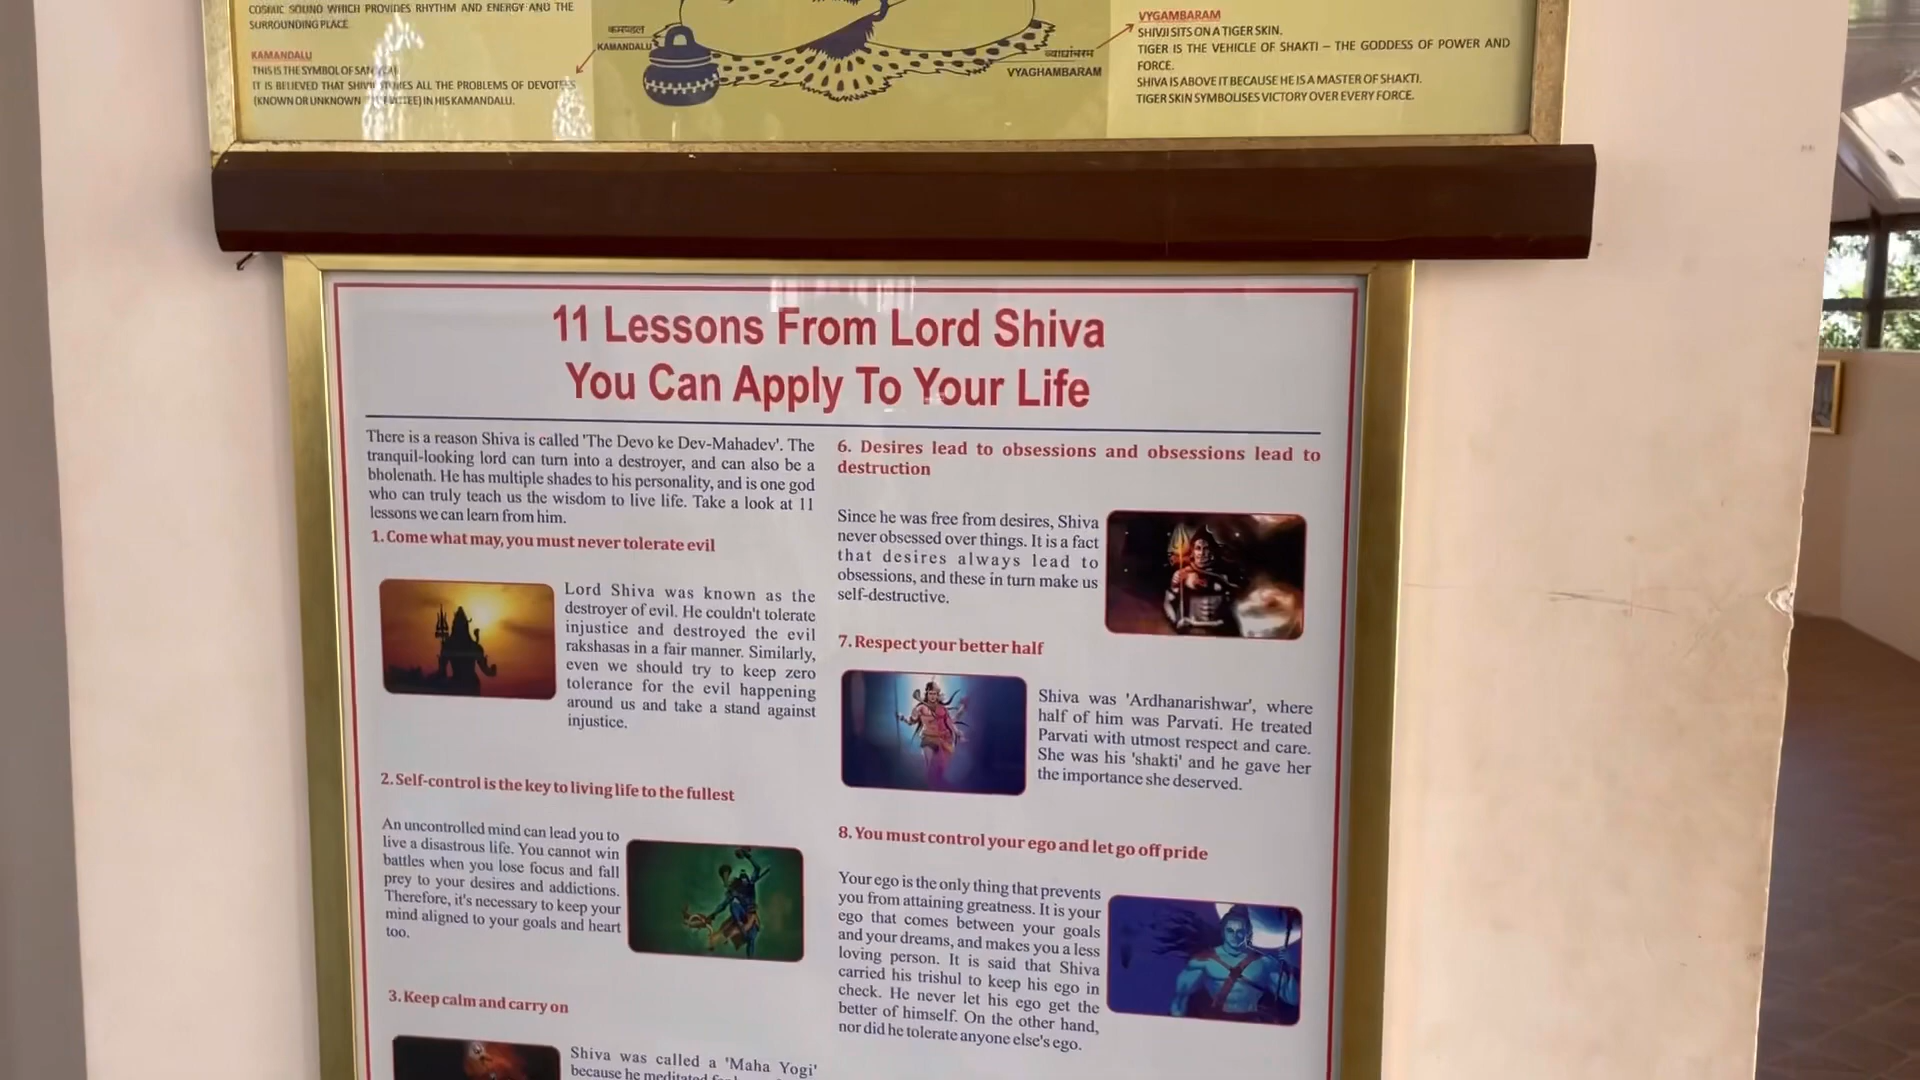 COSMIC SOUND WHICH PROVIDES RHYTHM AND ENERGY AND THE
SURROUNDING PLACE
KAMANDALU
THIS IS THE SYMBOL OF
IT IS BELIEVED THAT ALL THE PROBLEMS OF DEVOTEES
(KNOWN OR UNKNOWN IN HIS KAMANDALU.
कमण्डल
KAMANDALU
व्याघांबरम
VYAGHAMBARAM
VYGAMBARAM
SHIVJI SITS ON A TIGER SKIN.
TIGER IS THE VEHICLE OF SHAKTI – THE GODDESS OF POWER AND
FORCE.
SHIVA IS ABOVE IT BECAUSE HE IS A MASTER OF SHAKTI.
TIGER SKIN SYMBOLISES VICTORY OVER EVERY FORCE.
11 Lessons From Lord Shiva
You Can Apply To Your Life
There is a reason Shiva is called 'The Devo ke Dev-Mahadev'. The
tranquil-looking lord can turn into a destroyer, and can also be a
bholenath. He has multiple shades to his personality, and is one god
who can truly teach us the wisdom to live life. Take a look at 11
lessons we can learn from him.
1. Come what may, you must never tolerate evil
Lord Shiva was known as the
destroyer of evil. He couldn't tolerate
injustice and destroyed the evil
rakshasas in a fair manner. Similarly,
even we should try to keep zero
tolerance for the evil happening
around us and take a stand against
injustice.
2. Self-control is the key to living life to the fullest
An uncontrolled mind can lead you to
live a disastrous life. You cannot win
battles when you lose focus and fall
prey to your desires and addictions.
Therefore, it's necessary to keep your
mind aligned to your goals and heart
too.
3. Keep calm and carry on
Shiva was called a 'Maha Yogi'
because he meditated
6. Desires lead to obsessions and obsessions lead to
destruction
Since he was free from desires, Shiva
never obsessed over things. It is a fact
that desires always lead to
obsessions, and these in turn make us
self-destructive.
7. Respect your better half
Shiva was 'Ardhanarishwar', where
half of him was Parvati. He treated
Parvati with utmost respect and care.
She was his 'shakti' and he gave her
the importance she deserved.
8. You must control your ego and let go off pride
Your ego is the only thing that prevents
you from attaining greatness. It is your
ego that comes between your goals
and your dreams, and makes you a less
loving person. It is said that Shiva
carried his trishul to keep his ego in
check. He never let his ego get the
better of himself. On the other hand,
nor did he tolerate anyone else's ego.